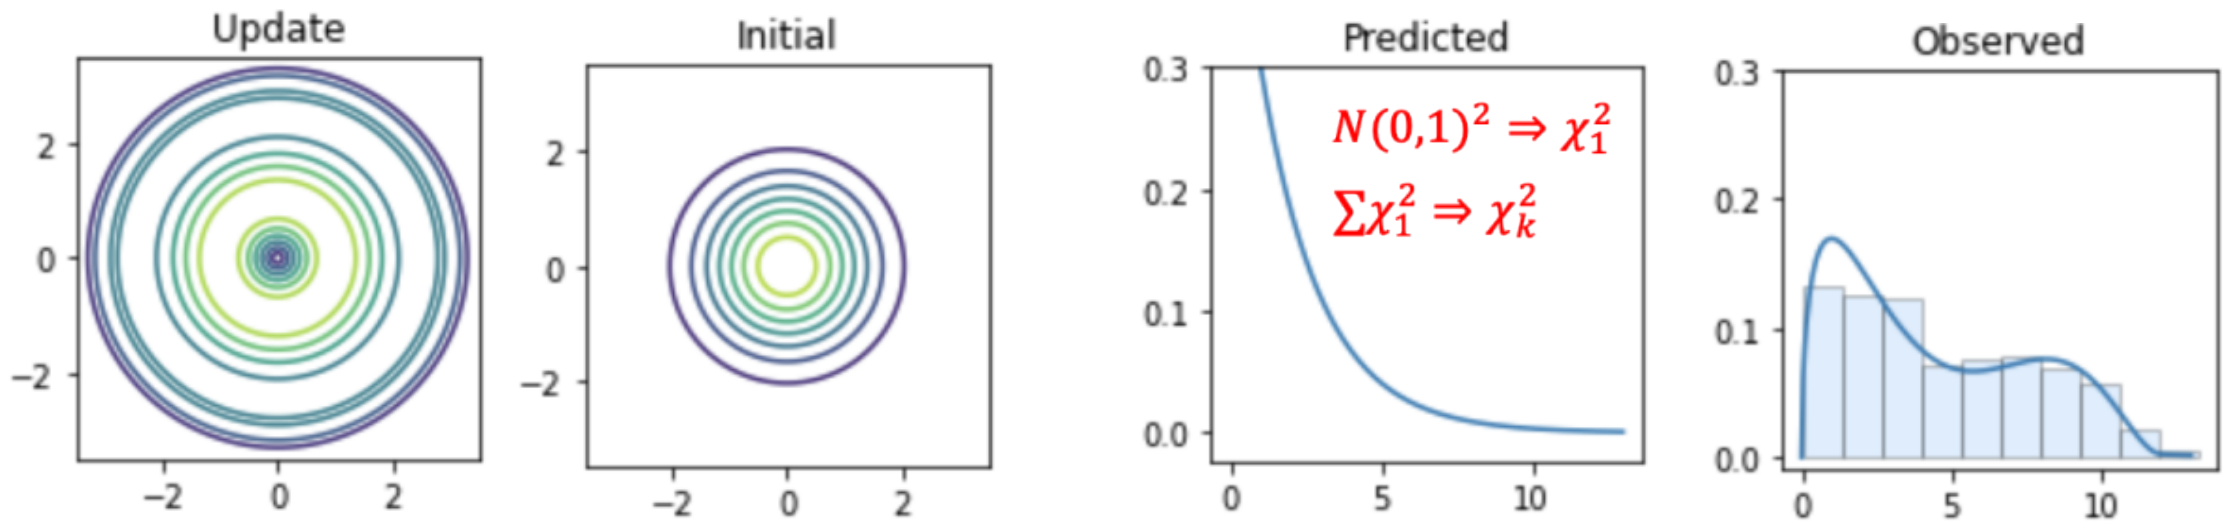 Update
2
0
−2
−2 0 2
Initial
2
0
−2
−2 0 2
Predicted
0.3
0.2
0.1
0.0
0 5 10
N(0,1)² ⇒ χ₁²
∑χ₁² ⇒ χₖ²
Observed
0.3
0.2
0.1
0.0
0 5 10